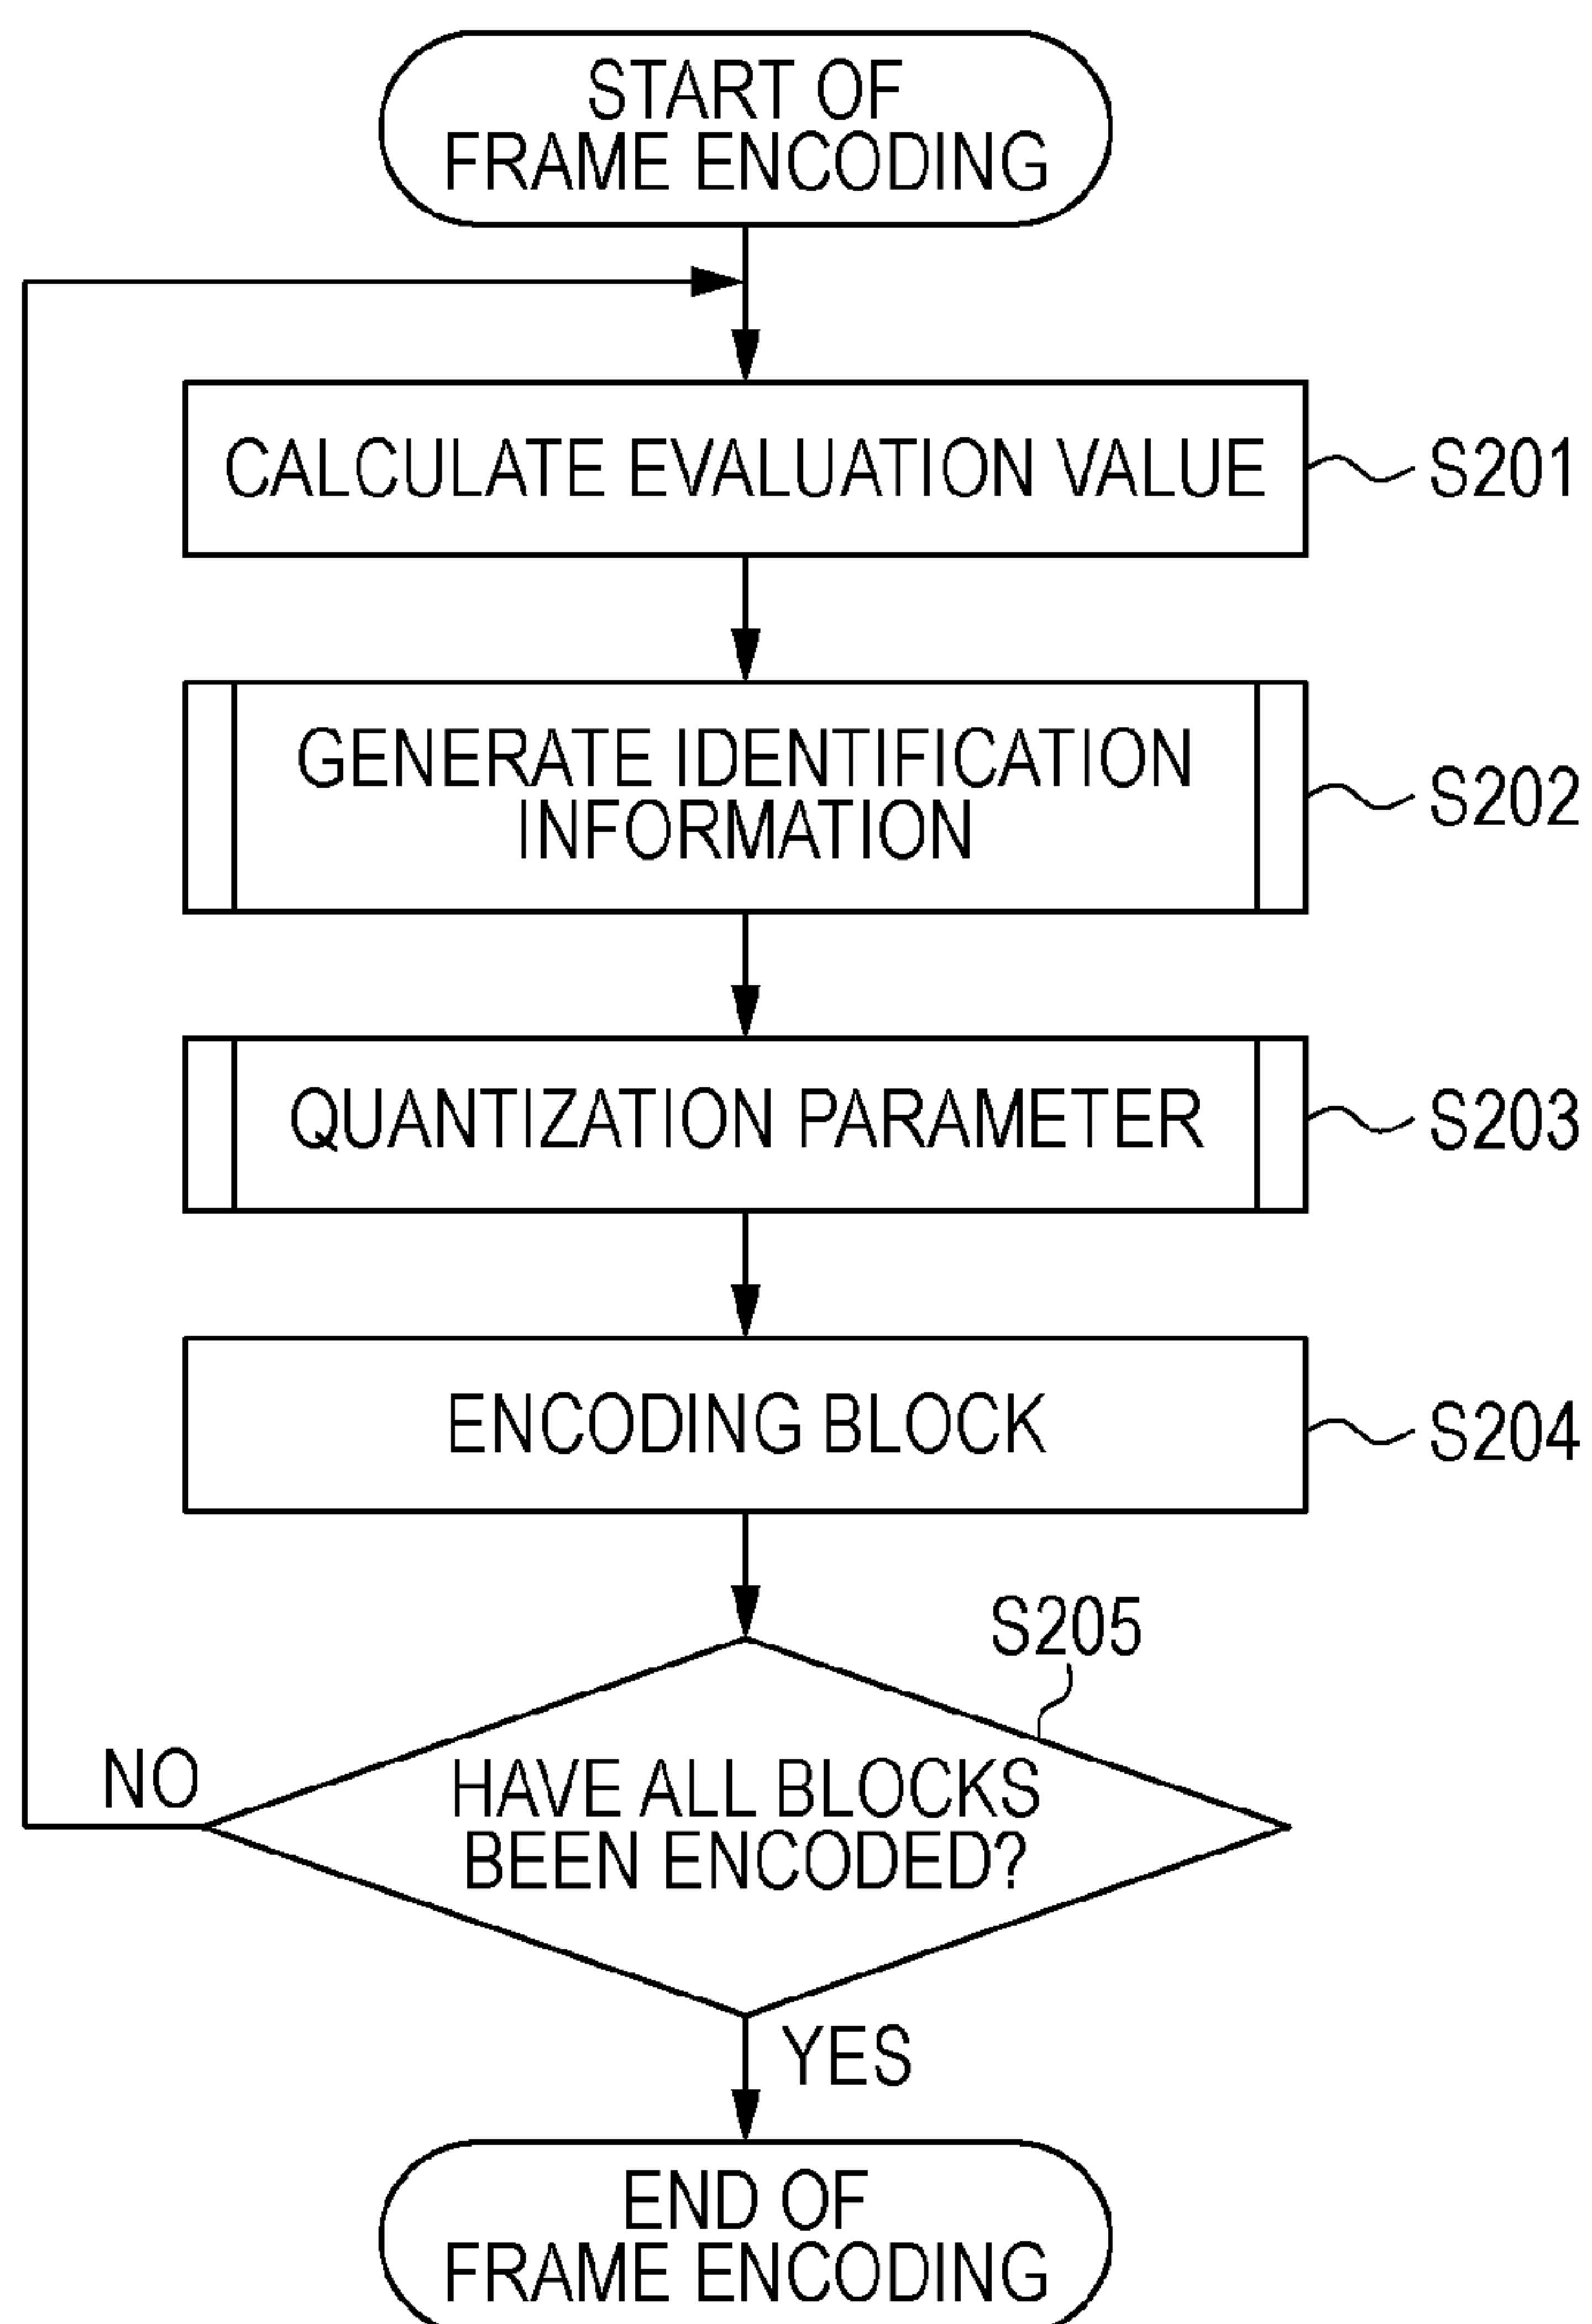 START OF
FRAME ENCODING
CALCULATE EVALUATION VALUE
S201
GENERATE IDENTIFICATION
INFORMATION
S202
QUANTIZATION PARAMETER
S203
ENCODING BLOCK
S204
S205
HAVE ALL BLOCKS
BEEN ENCODED?
NO
YES
END OF
FRAME ENCODING